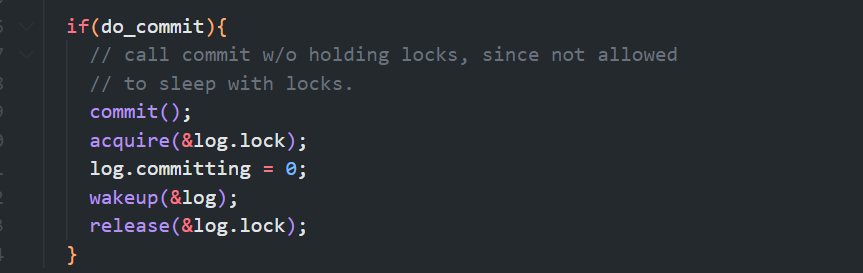 if(do_commit){
// call commit w/o holding locks, since not allowed
// to sleep with locks.
commit();
acquire(&log.lock);
log.committing = 0;
wakeup(&log);
release(&log.lock);
}